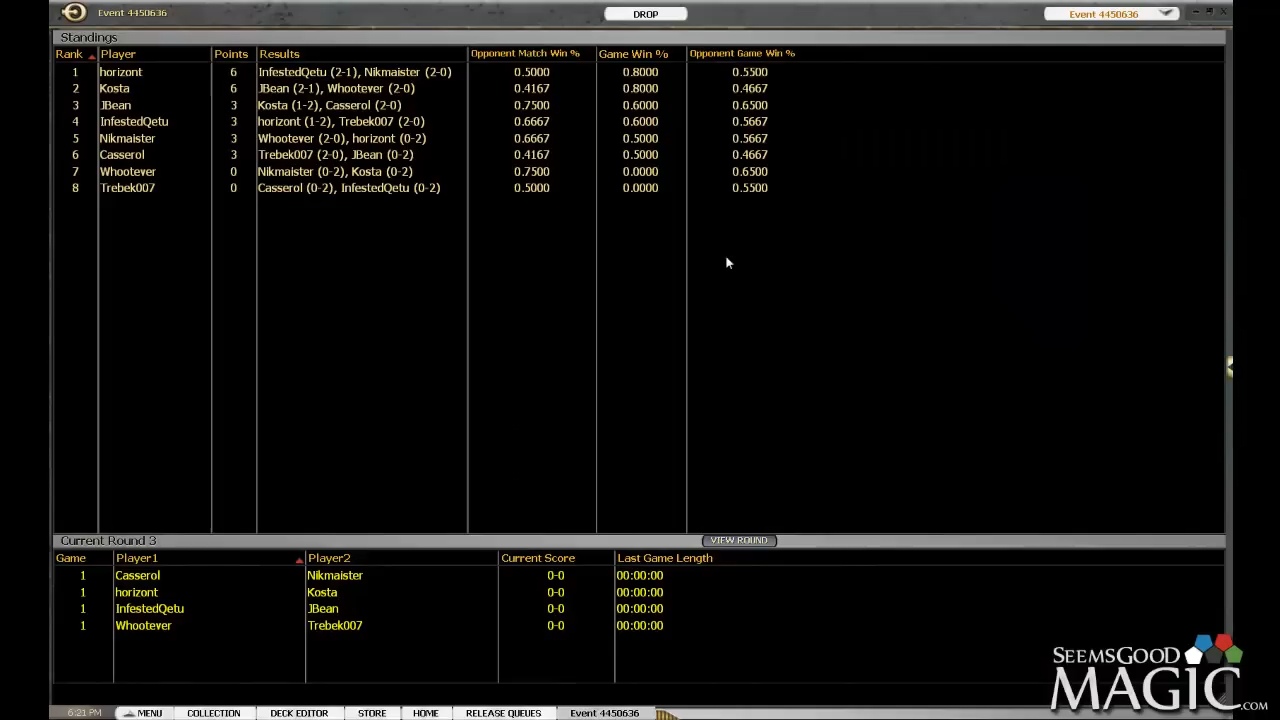 Event 4450636 DROP Event 4450636
Standings
Rank Player Points Results Opponent Match Win % Game Win % Opponent Game Win %
1 horizont 6 InfestedQetu (2-1), Nikmaister (2-0) 0.5000 0.8000 0.5500
2 Kosta 6 JBean (2-1), Whootever (2-0) 0.4167 0.8000 0.4667
3 JBean 3 Kosta (1-2), Casserol (2-0) 0.7500 0.6000 0.6500
4 InfestedQetu 3 horizont (1-2), Trebek007 (2-0) 0.6667 0.6000 0.5667
5 Nikmaister 3 Whootever (2-0), horizont (0-2) 0.6667 0.5000 0.5667
6 Casserol 3 Trebek007 (2-0), JBean (0-2) 0.4167 0.5000 0.4667
7 Whootever 0 Nikmaister (0-2), Kosta (0-2) 0.7500 0.0000 0.6500
8 Trebek007 0 Casserol (0-2), InfestedQetu (0-2) 0.5000 0.0000 0.5500
Current Round 3 VIEW ROUND
Game Player1 Player2 Current Score Last Game Length
1 Casserol Nikmaister 0-0 00:00:00
1 horizont Kosta 0-0 00:00:00
1 InfestedQetu JBean 0-0 00:00:00
1 Whootever Trebek007 0-0 00:00:00
SEEMSGOOD
MAGIC.COM
6:21 PM MENU COLLECTION DECK EDITOR STORE HOME RELEASE QUEUES Event 4450636